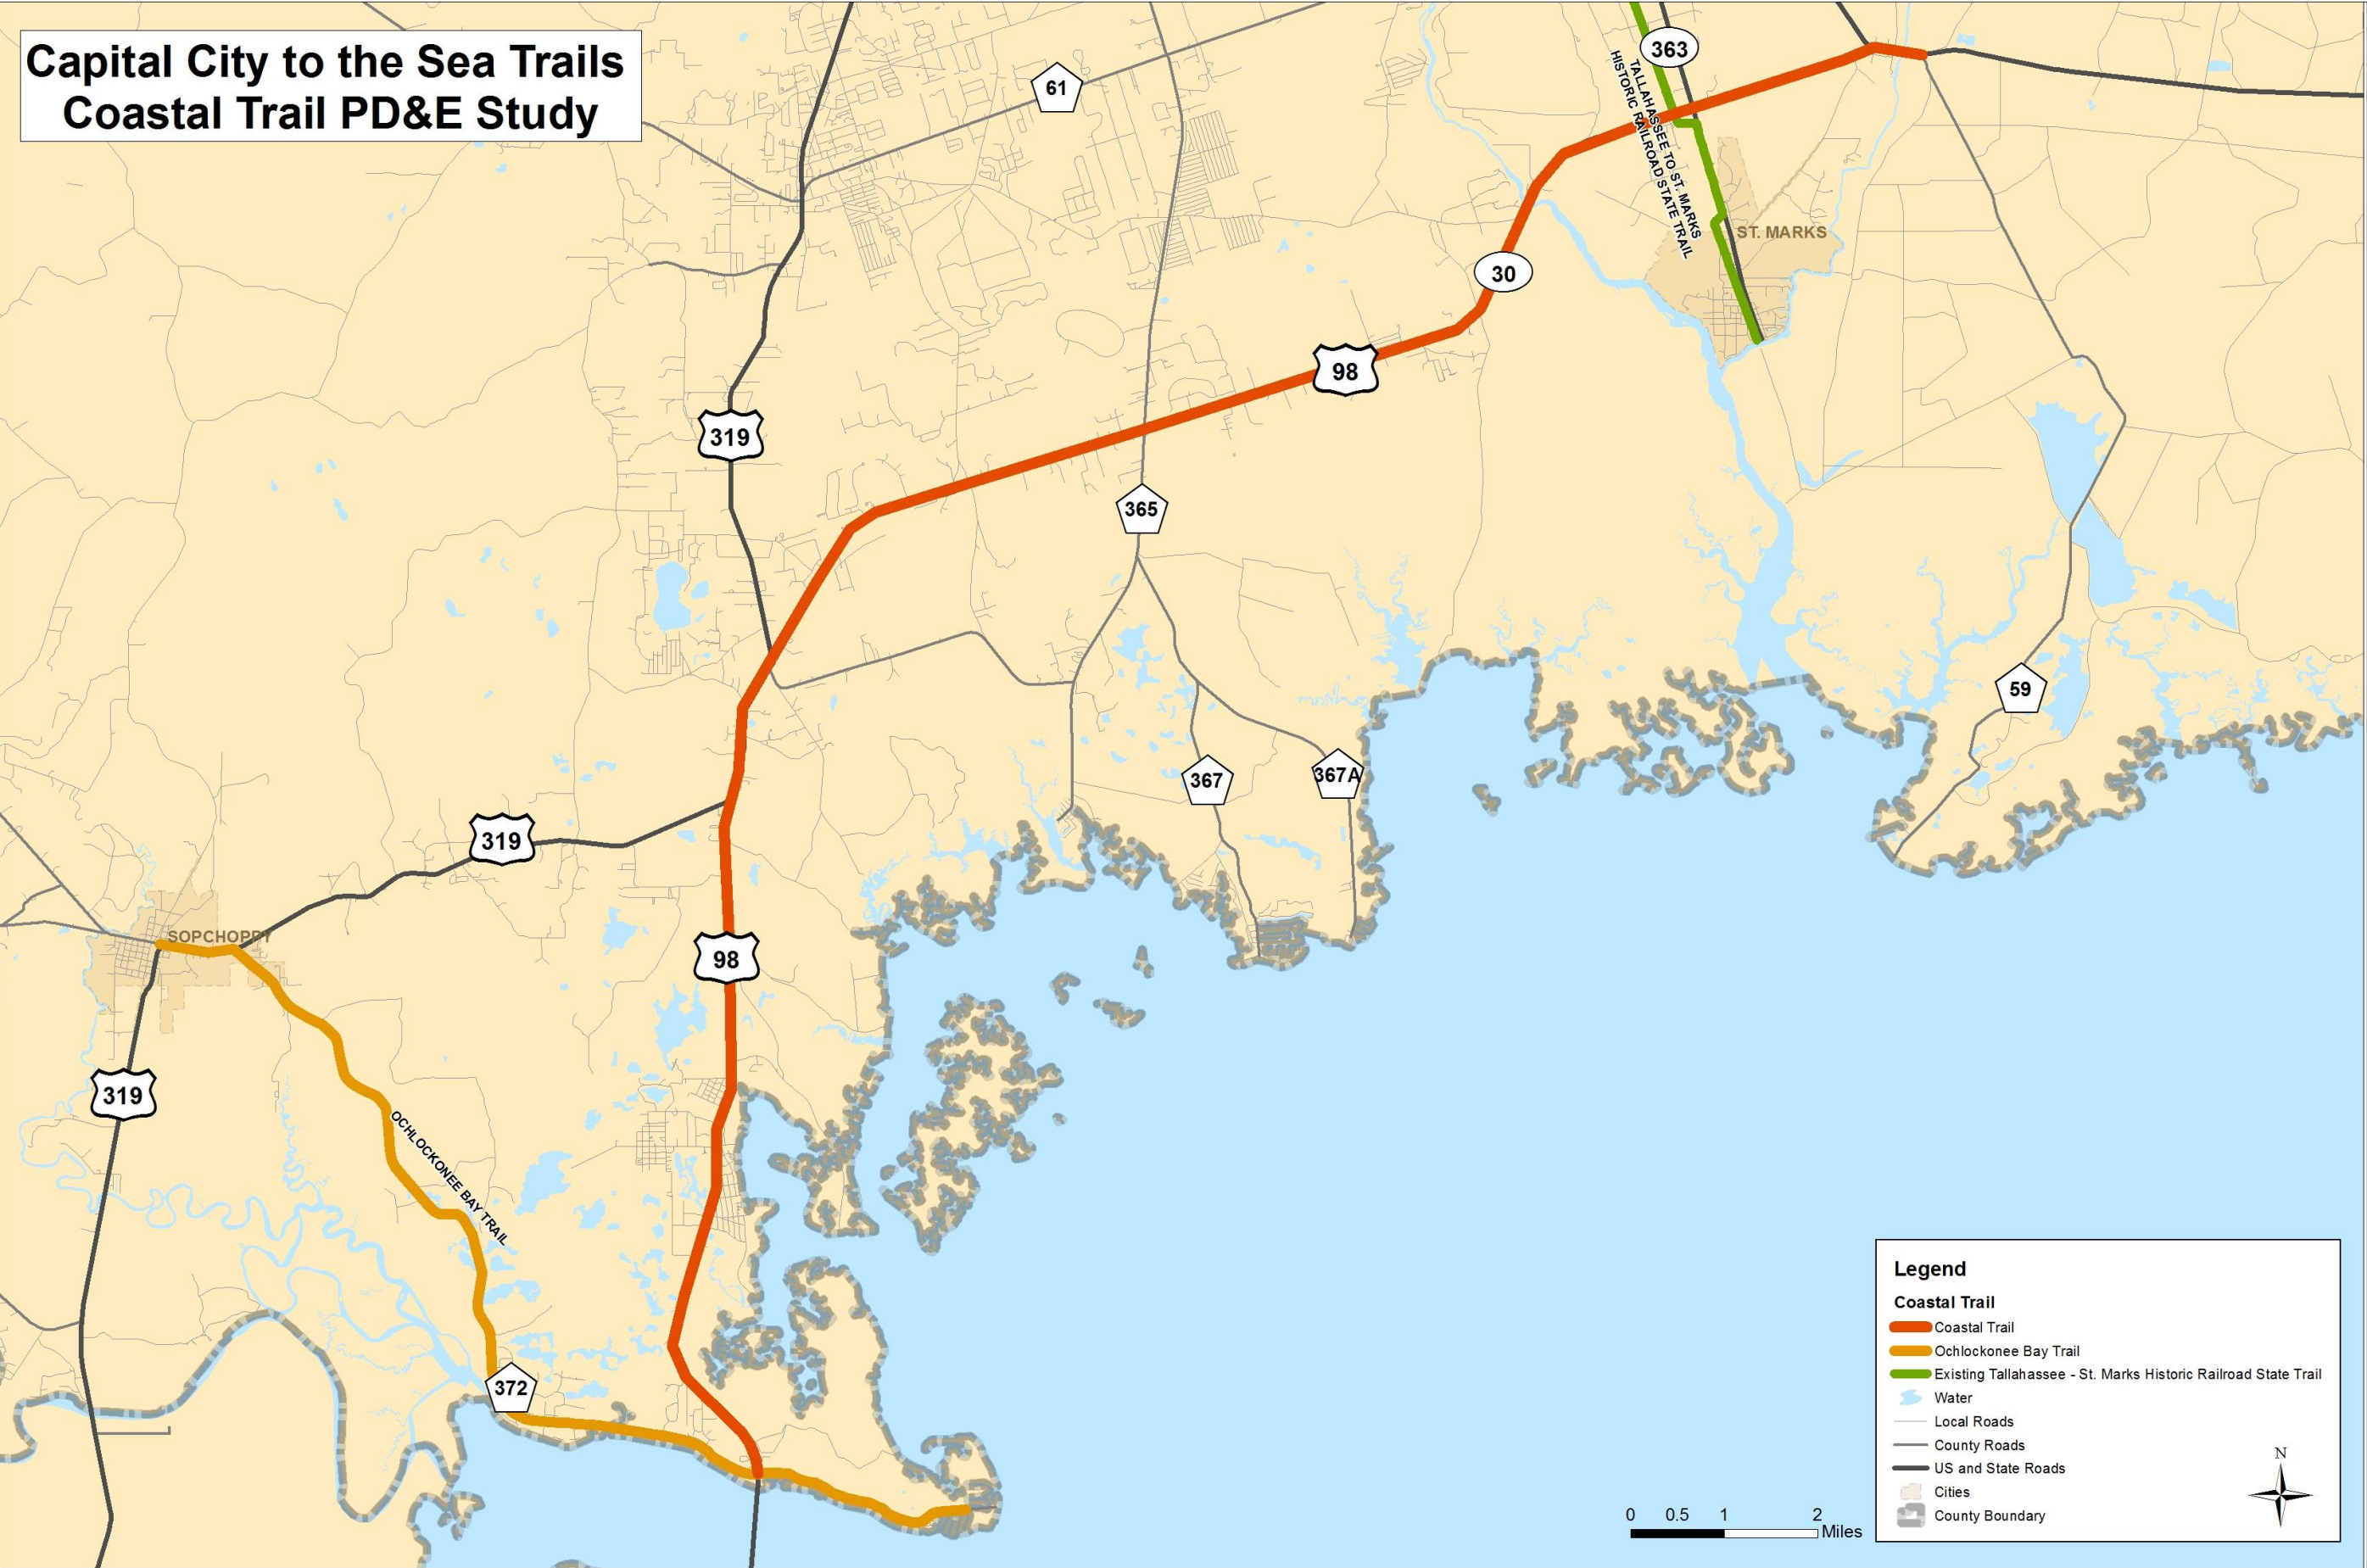 Capital City to the Sea Trails
Coastal Trail PD&E Study
363
61
TALLAHASSEE TO ST. MARKS
HISTORIC RAILROAD STATE TRAIL
ST. MARKS
30
98
319
365
59
367
367A
319
SOPCHOPPY
98
319
OCHLOCKONEE BAY TRAIL
372
Legend
Coastal Trail
Coastal Trail
Ochlockonee Bay Trail
Existing Tallahassee - St. Marks Historic Railroad State Trail
Water
Local Roads
County Roads
US and State Roads
Cities
County Boundary
N
0 0.5 1 2
Miles